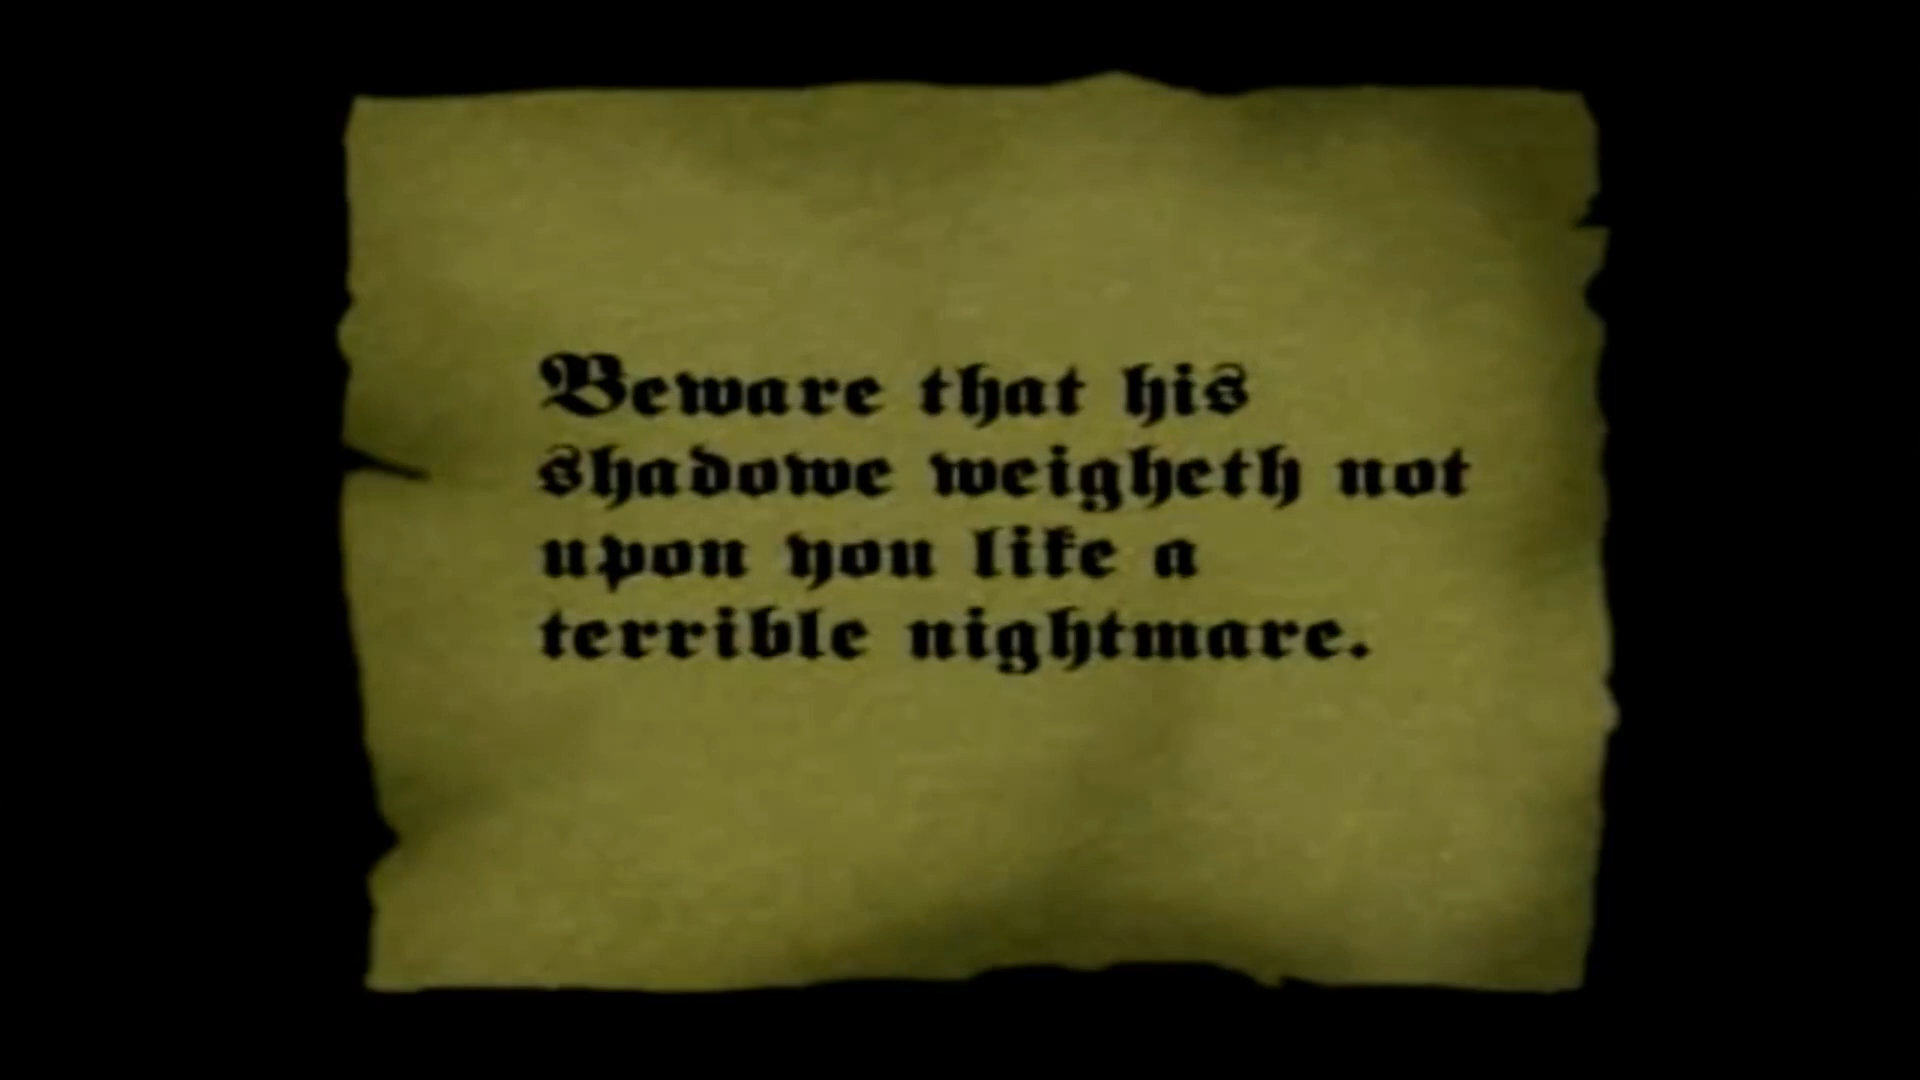 Beware that his
shadowe weigheth not
upon you like a
terrible nightmare.